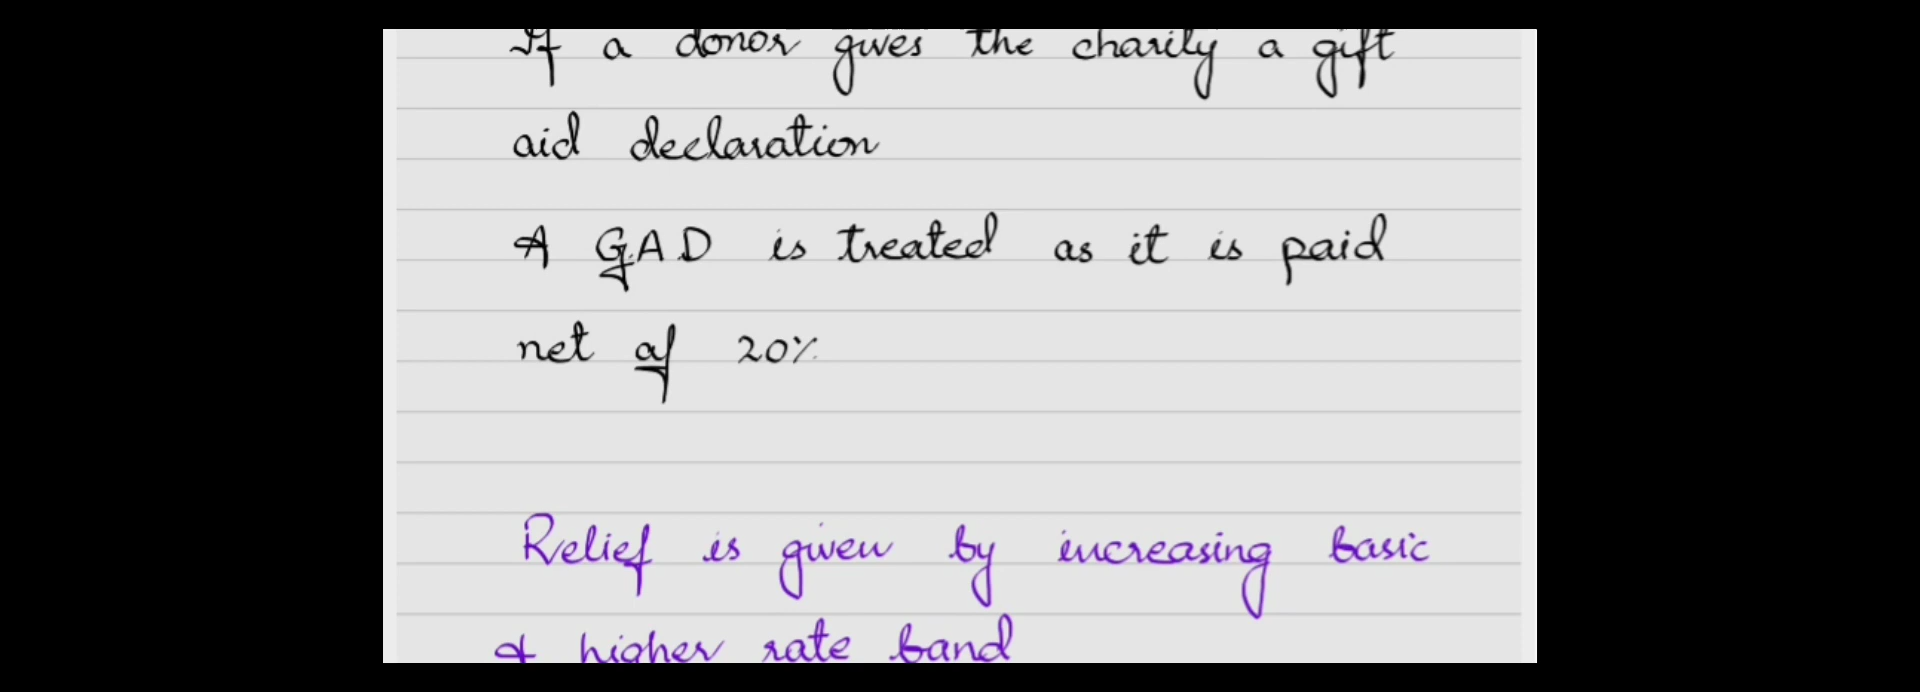 If a donor gives the charity a gift
aid declaration
A G.A.D is treated as it is paid
net of 20%
Relief is given by increasing basic
& higher rate band